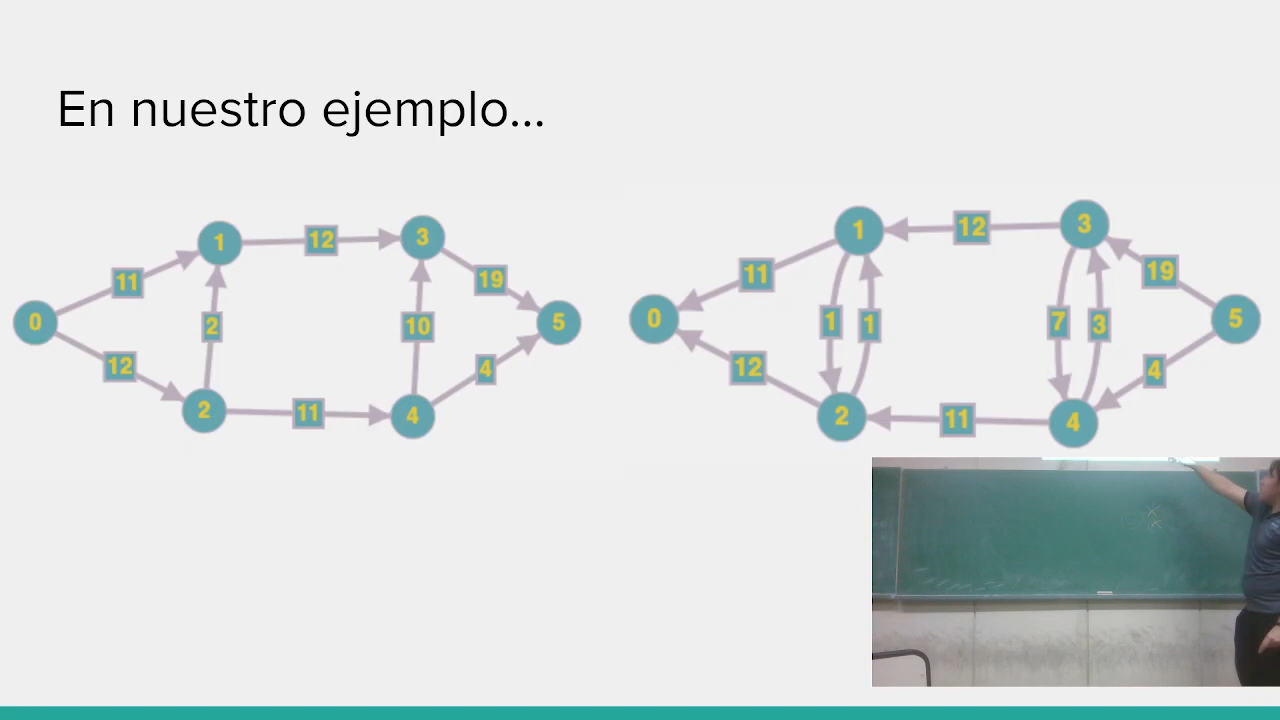 En nuestro ejemplo...
1 12 3
11 19
0 2 10 5
12 4
2 11 4
1 12 3
11 19
0 1 1 7 3 5
12 4
2 11 4